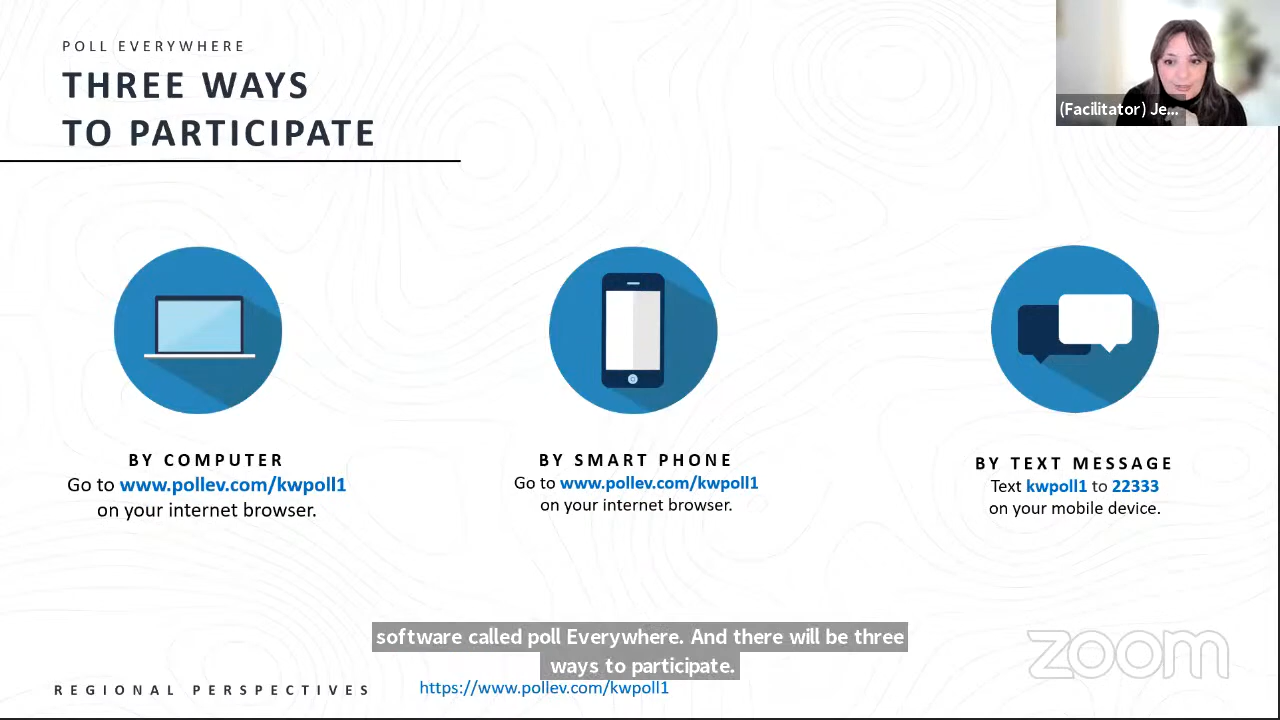 POLL EVERYWHERE
THREE WAYS
TO PARTICIPATE
(Facilitator) Je...
BY COMPUTER
Go to www.pollev.com/kwpoll1
on your internet browser.
BY SMART PHONE
Go to www.pollev.com/kwpoll1
on your internet browser.
BY TEXT MESSAGE
Text kwpoll1 to 22333
on your mobile device.
software called poll Everywhere. And there will be three
ways to participate.
zoom
REGIONAL PERSPECTIVES
https://www.pollev.com/kwpoll1